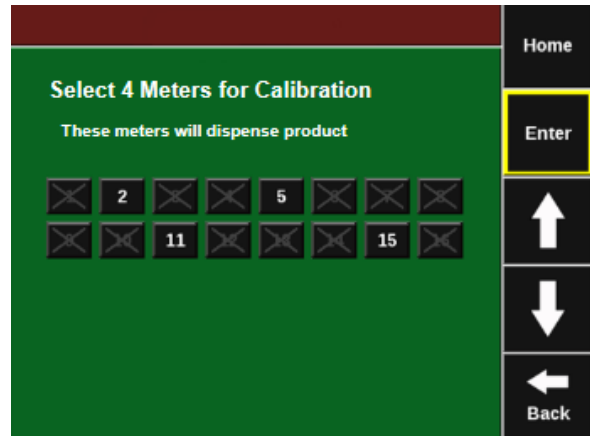 Home
Select 4 Meters for Calibration
These meters will dispense product
Enter
2 5
11 15
Back